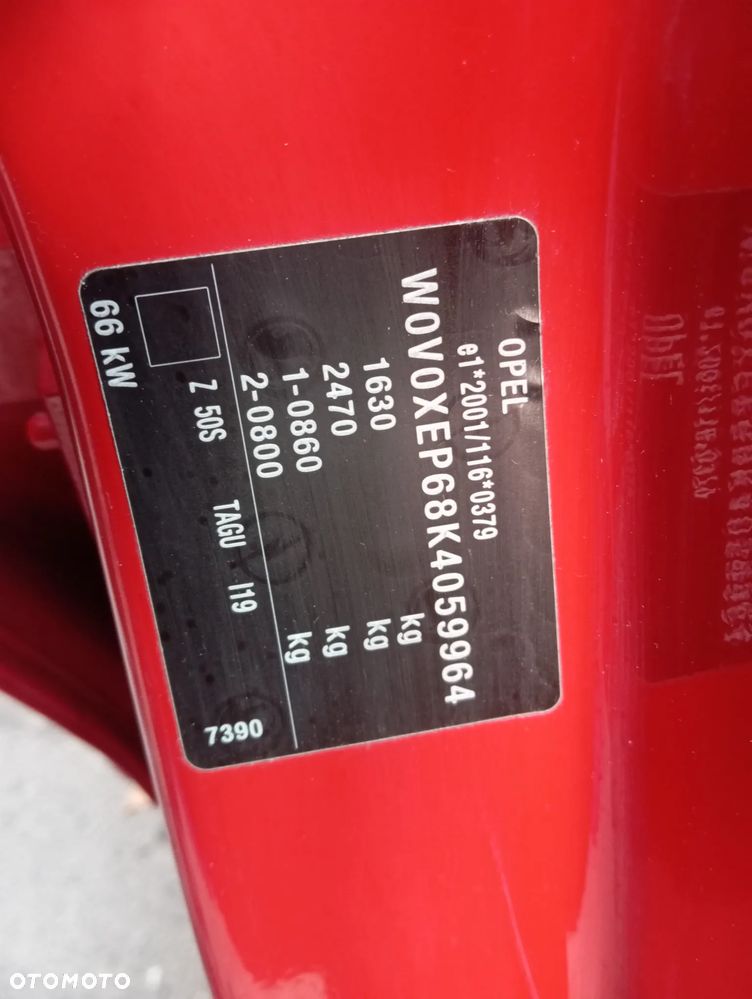 OPEL
e1*2001/116*0379
W0V0XEP68K4059964
1630 kg
2470 kg
1-0860 kg
2-0800 kg
Z 50S TAGU I19
66 kW
7390
OTOMOTO